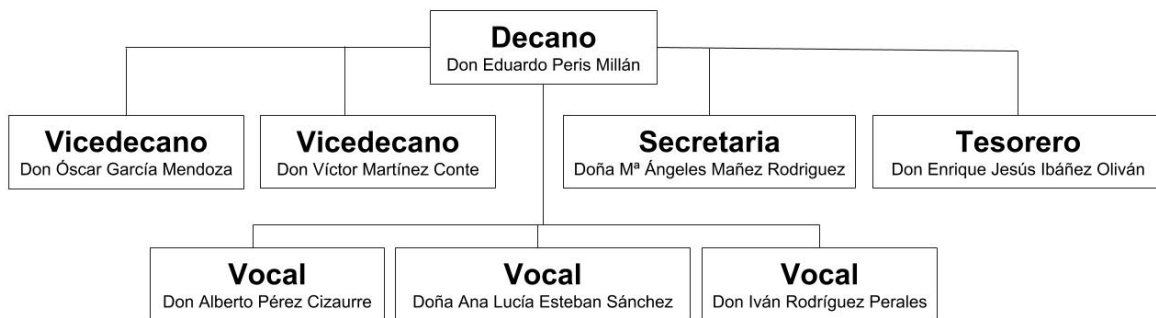 Decano
Don Eduardo Peris Millán
Vicedecano
Don Óscar García Mendoza
Vicedecano
Don Víctor Martínez Conte
Secretaria
Doña Mª Ángeles Mañez Rodriguez
Tesorero
Don Enrique Jesús Ibáñez Oliván
Vocal
Don Alberto Pérez Cizaurre
Vocal
Doña Ana Lucía Esteban Sánchez
Vocal
Don Iván Rodríguez Perales